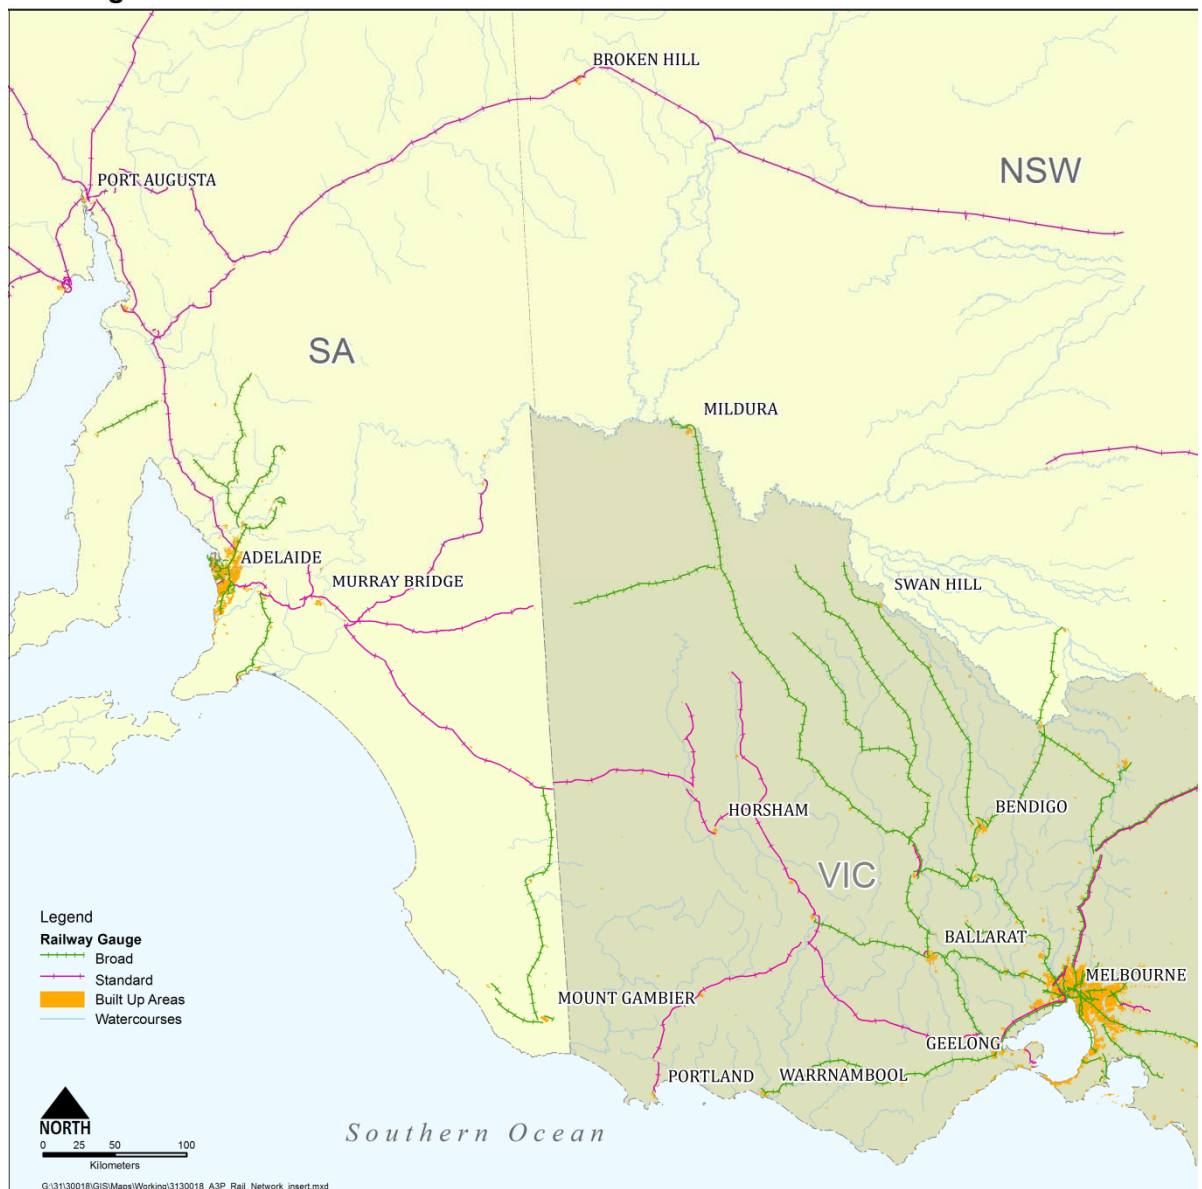 BROKEN HILL
NSW
PORT AUGUSTA
SA
MILDURA
ADELAIDE
MURRAY BRIDGE
SWAN HILL
HORSHAM
BENDIGO
VIC
Legend
Railway Gauge
Broad
Standard
Built Up Areas
Watercourses
BALLARAT
MELBOURNE
MOUNT GAMBIER
GEELONG
PORTLAND
WARRNAMBOOL
NORTH
0 25 50 100
Kilometers
Southern Ocean
G:\31\30018\GIS\Maps\Working\3130018_A3P_Rail_Network_insert.mxd